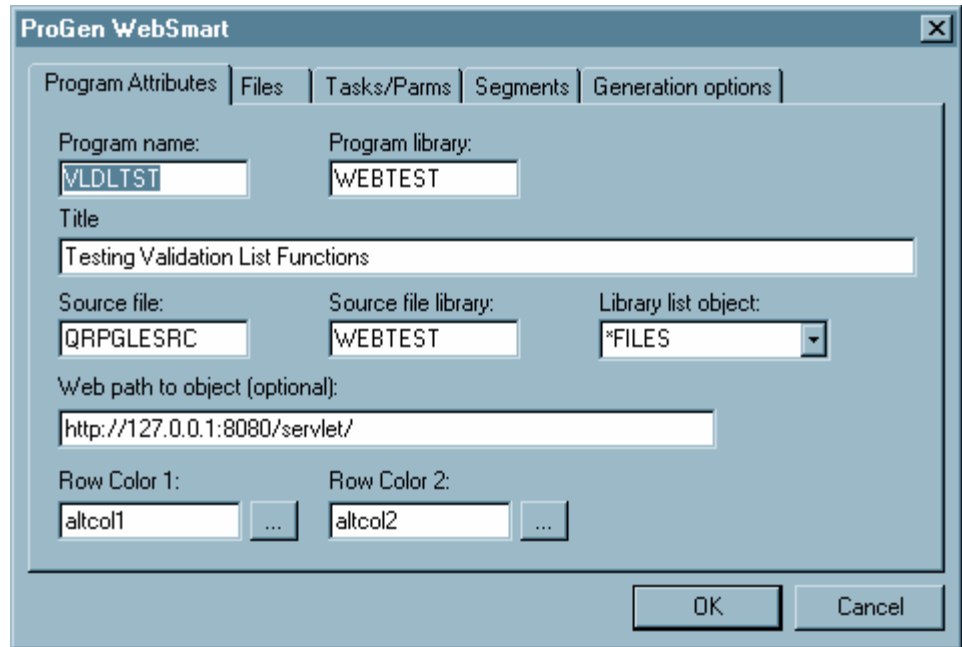 ProGen WebSmart
Program Attributes Files Tasks/Parms Segments Generation options
Program name: Program library:
VLDLTST WEBTEST
Title
Testing Validation List Functions
Source file: Source file library: Library list object:
QRPGLESRC WEBTEST *FILES
Web path to object (optional):
http://127.0.0.1:8080/servlet/
Row Color 1: Row Color 2:
altcol1 ... altcol2 ...
OK Cancel